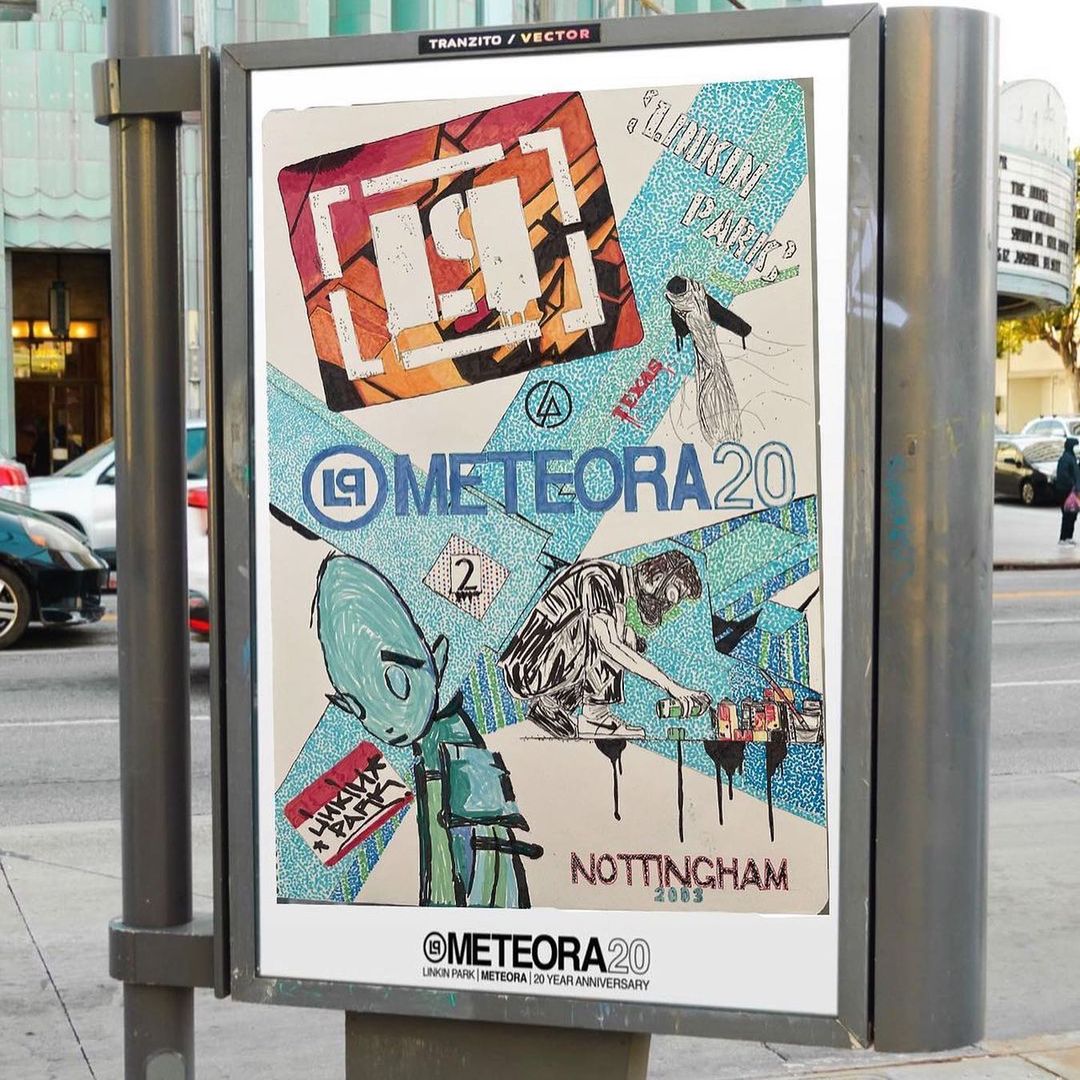 TRANZITO / VECTOR
LP
'LINKIN
PARK'
TEXAS
LP METEORA20
2
LINKIN
PARK
NOTTINGHAM
2003
LP METEORA20
LINKIN PARK | METEORA | 20 YEAR ANNIVERSARY